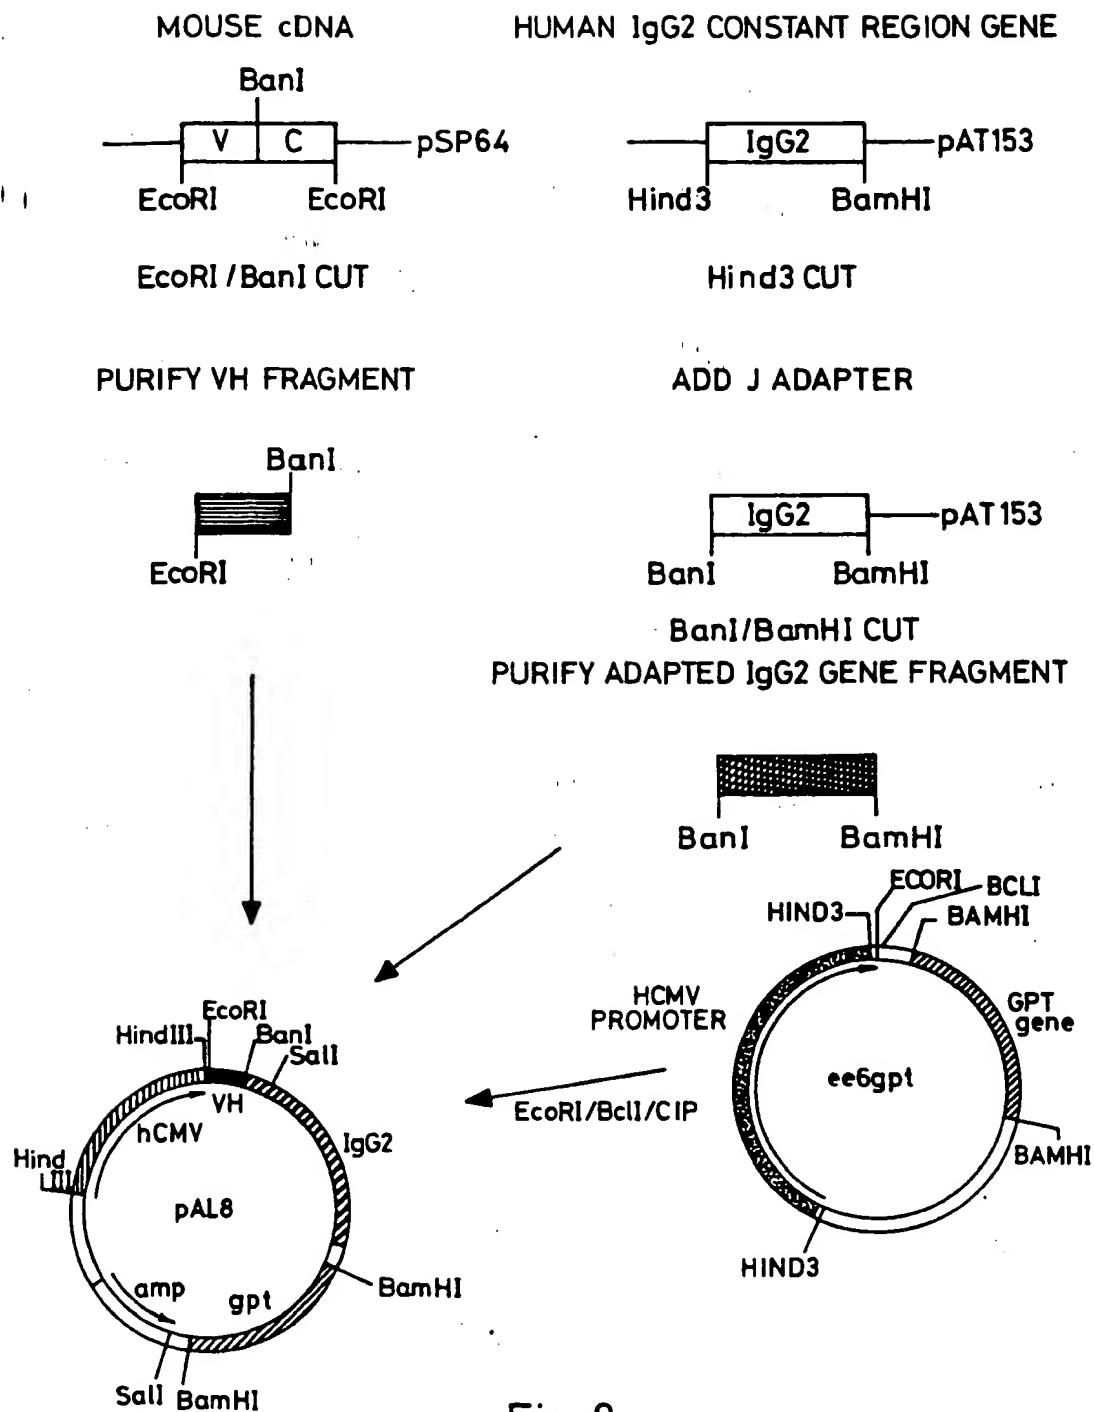 MOUSE cDNA
HUMAN IgG2 CONSTANT REGION GENE
BanI
V
C
pSP64
EcoRI
EcoRI
IgG2
pAT153
Hind3
BamHI
EcoRI/BanI CUT
Hind3 CUT
PURIFY VH FRAGMENT
ADD J ADAPTER
BanI
EcoRI
IgG2
pAT153
BanI
BamHI
BanI/BamHI CUT
PURIFY ADAPTED IgG2 GENE FRAGMENT
BanI
BamHI
ECORI
BCLI
HIND3
BAMHI
HCMV
PROMOTER
GPT
gene
ee6gpt
BAMHI
HIND3
EcoRI/BclI/CIP
EcoRI
HindIII
BanI
SalI
VH
hCMV
IgG2
Hind
III
pAL8
amp
gpt
BamHI
SalI
BamHI